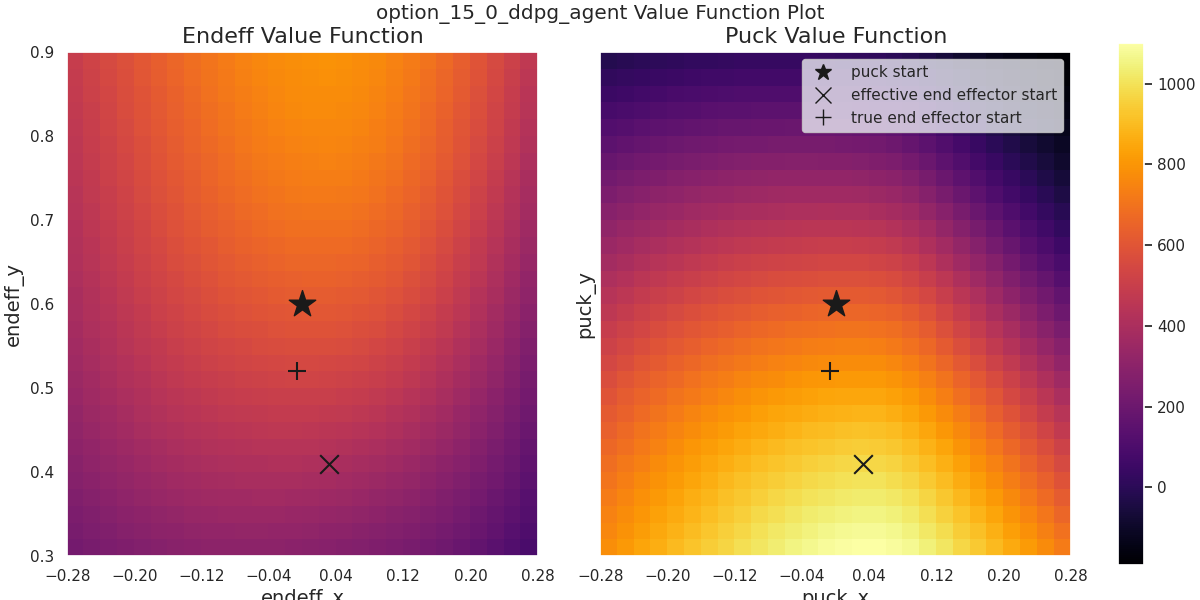 option_15_0_ddpg_agent Value Function Plot
Endeff Value Function
Puck Value Function
puck start
effective end effector start
true end effector start
endeff_y
0.9
0.8
0.7
0.6
0.5
0.4
0.3
−0.28 −0.20 −0.12 −0.04 0.04 0.12 0.20 0.28
endeff_x
puck_y
−0.28 −0.20 −0.12 −0.04 0.04 0.12 0.20 0.28
puck_x
1000
800
600
400
200
0